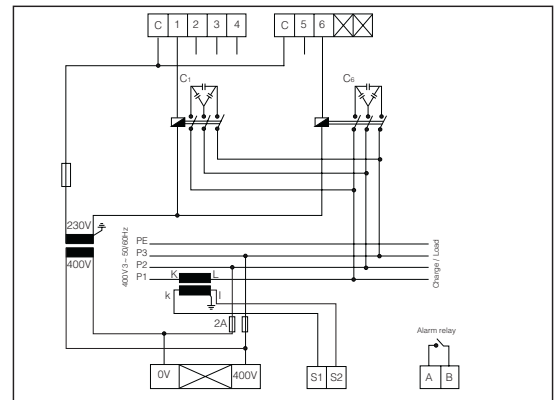 C 1 2 3 4
C 5 6
C1
C6
230V
400V
400V 3 ~ 50/60Hz
PE
P3
P2
P1
K
L
k
l
Charge / Load
2A
Alarm relay
0V
400V
S1 S2
A B